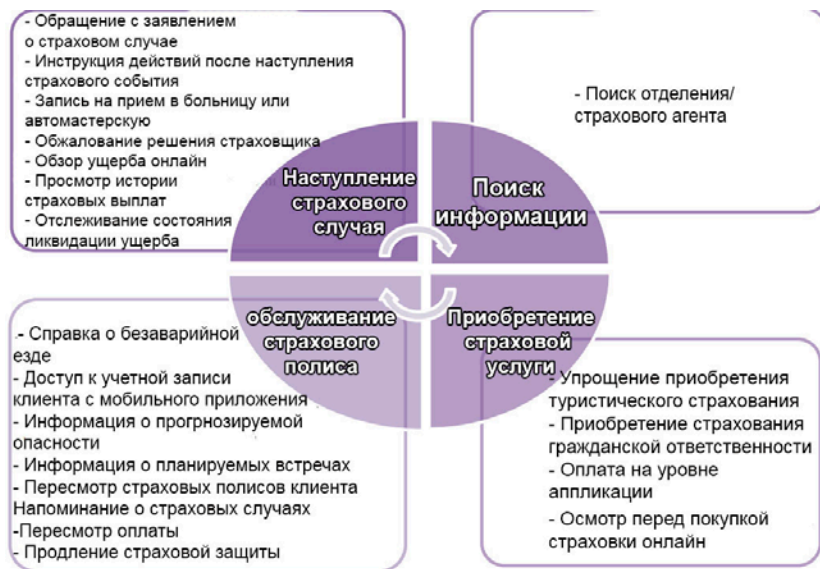 - Обращение с заявлением
о страховом случае
- Инструкция действий после наступления
страхового события
- Запись на прием в больницу или
автомастерскую
- Обжалование решения страховщика
- Обзор ущерба онлайн
- Просмотр истории
страховых выплат
- Отслеживание состояния
ликвидации ущерба
- Поиск отделения/
страхового агента
Наступление
страхового
случая
Поиск
информации
обслуживание
страхового
полиса
Приобретение
страховой
услуги
.- Справка о безаварийной
езде
- Доступ к учетной записи
клиента с мобильного приложения
- Информация о прогрнозируемой
опасности
- Информация о планируемых встречах
- Пересмотр страховых полисов клиента
Напоминание о страховых случаях
-Пересмотр оплаты
- Продление страховой защиты
- Упрощение приобретения
туристического страхования
- Приобретение страхования
гражданской ответственности
- Оплата на уровне
аппликации
- Осмотр перед покупкой
страховки онлайн